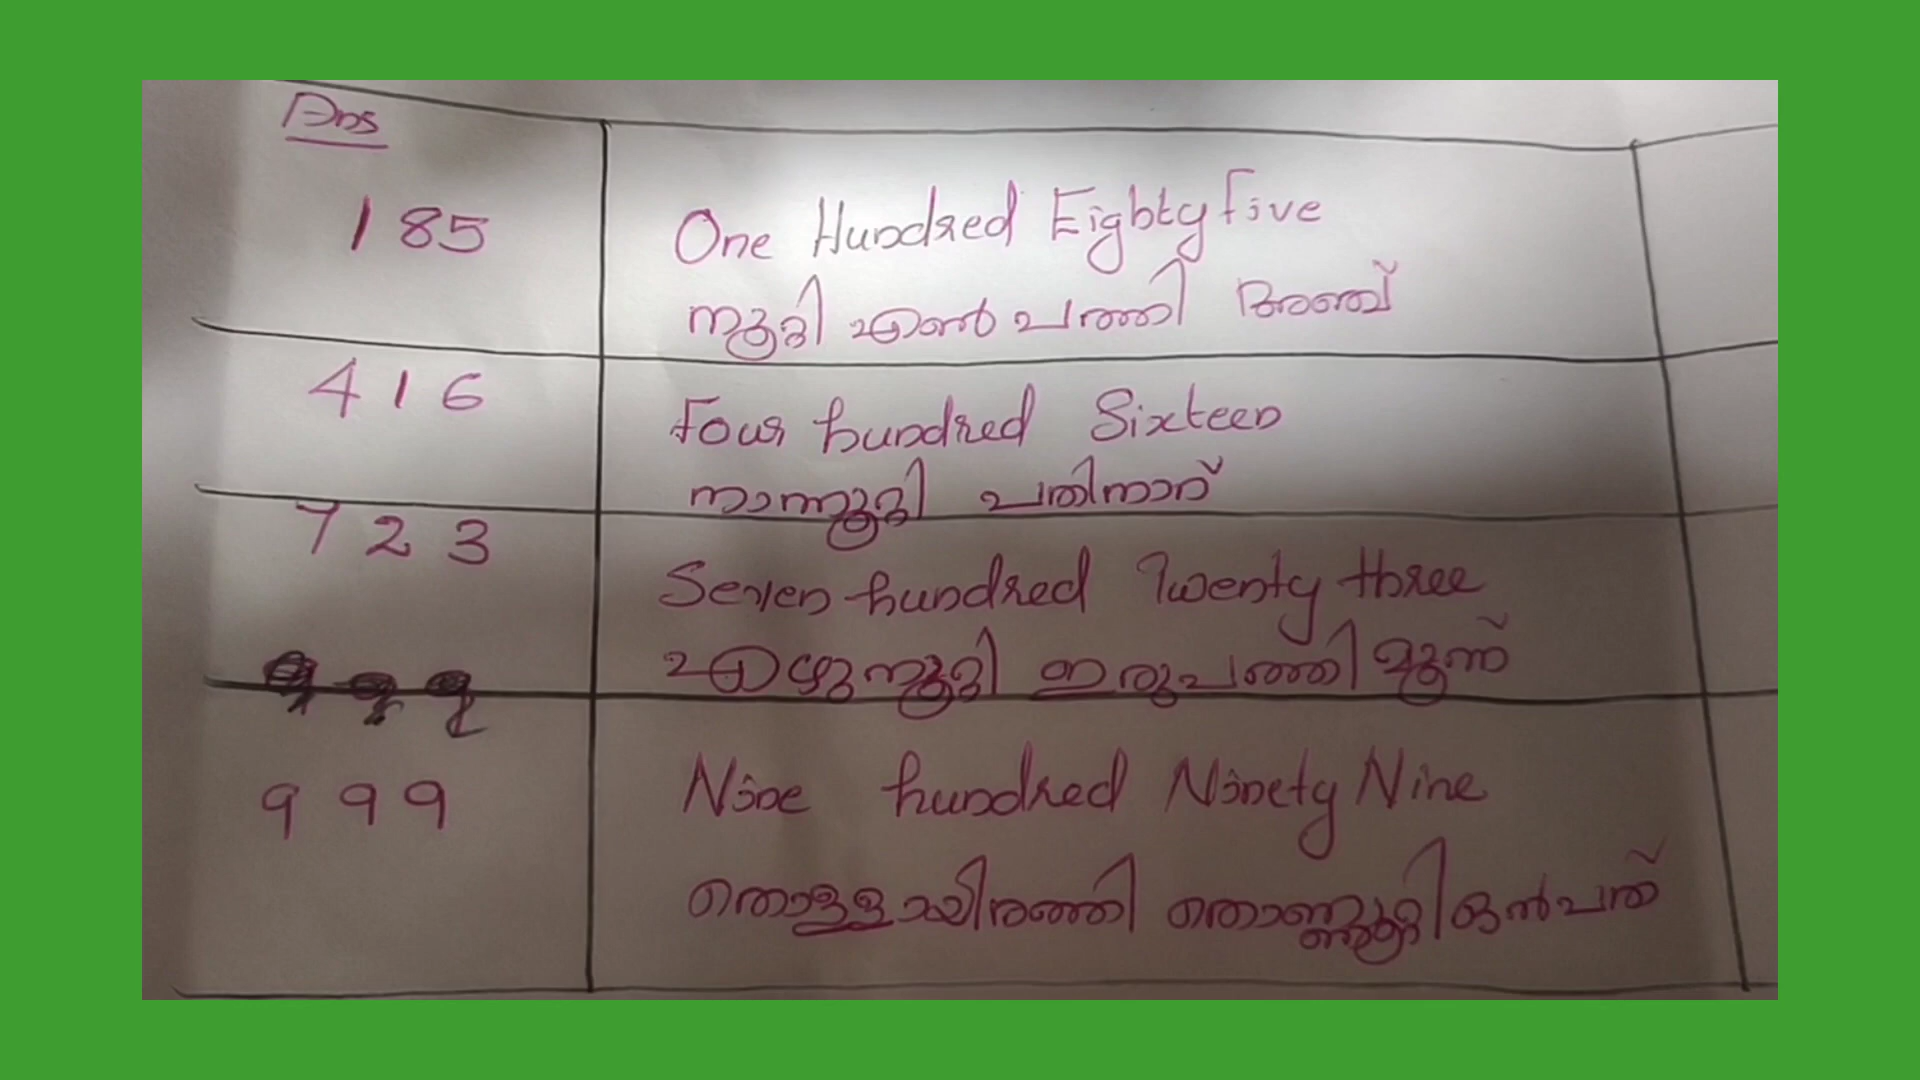 Ans
185
One Hundred Eighty five
നൂറ്റി എൺപത്തി അഞ്ച്
416
Four hundred Sixteen
നാന്നൂറ്റി പതിനാറ്
723
Seven hundred Twenty three
എഴുനൂറ്റി ഇരുപത്തി മൂന്ന്
999
Nine hundred Ninety Nine
തൊള്ളായിരത്തി തൊണ്ണൂറ്റി ഒൻപത്